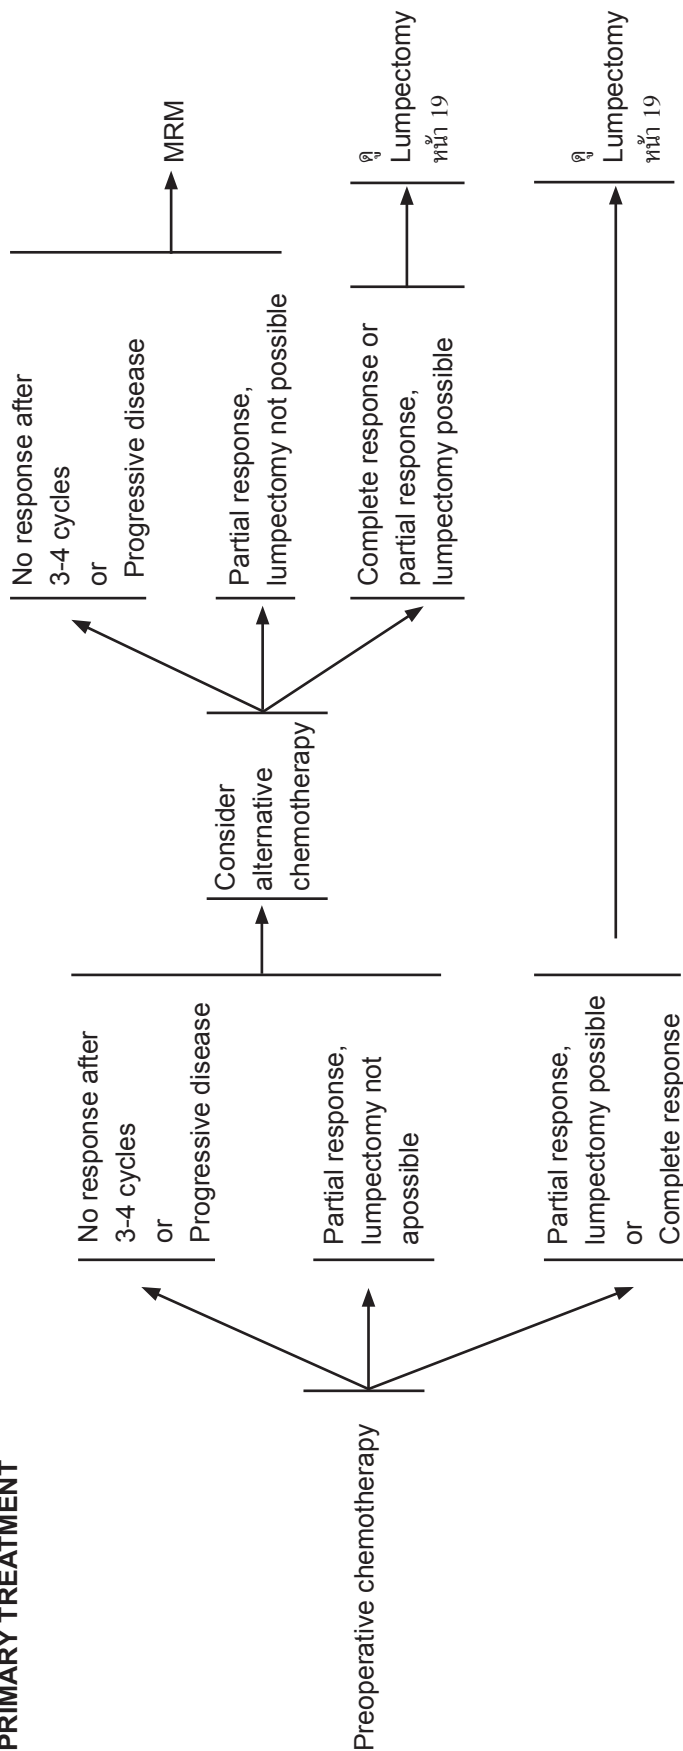 PRIMARY TREATMENT
Preoperative chemotherapy
No response after
3-4 cycles
or
Progressive disease
Partial response,
lumpectomy not
apossible
Partial response,
lumpectomy possible
or
Complete response
Consider
alternative
chemotherapy
No response after
3-4 cycles
or
Progressive disease
Partial response,
lumpectomy not possible
Complete response or
partial response,
lumpectomy possible
MRM
ดู
Lumpectomy
หน้า 19
ดู
Lumpectomy
หน้า 19